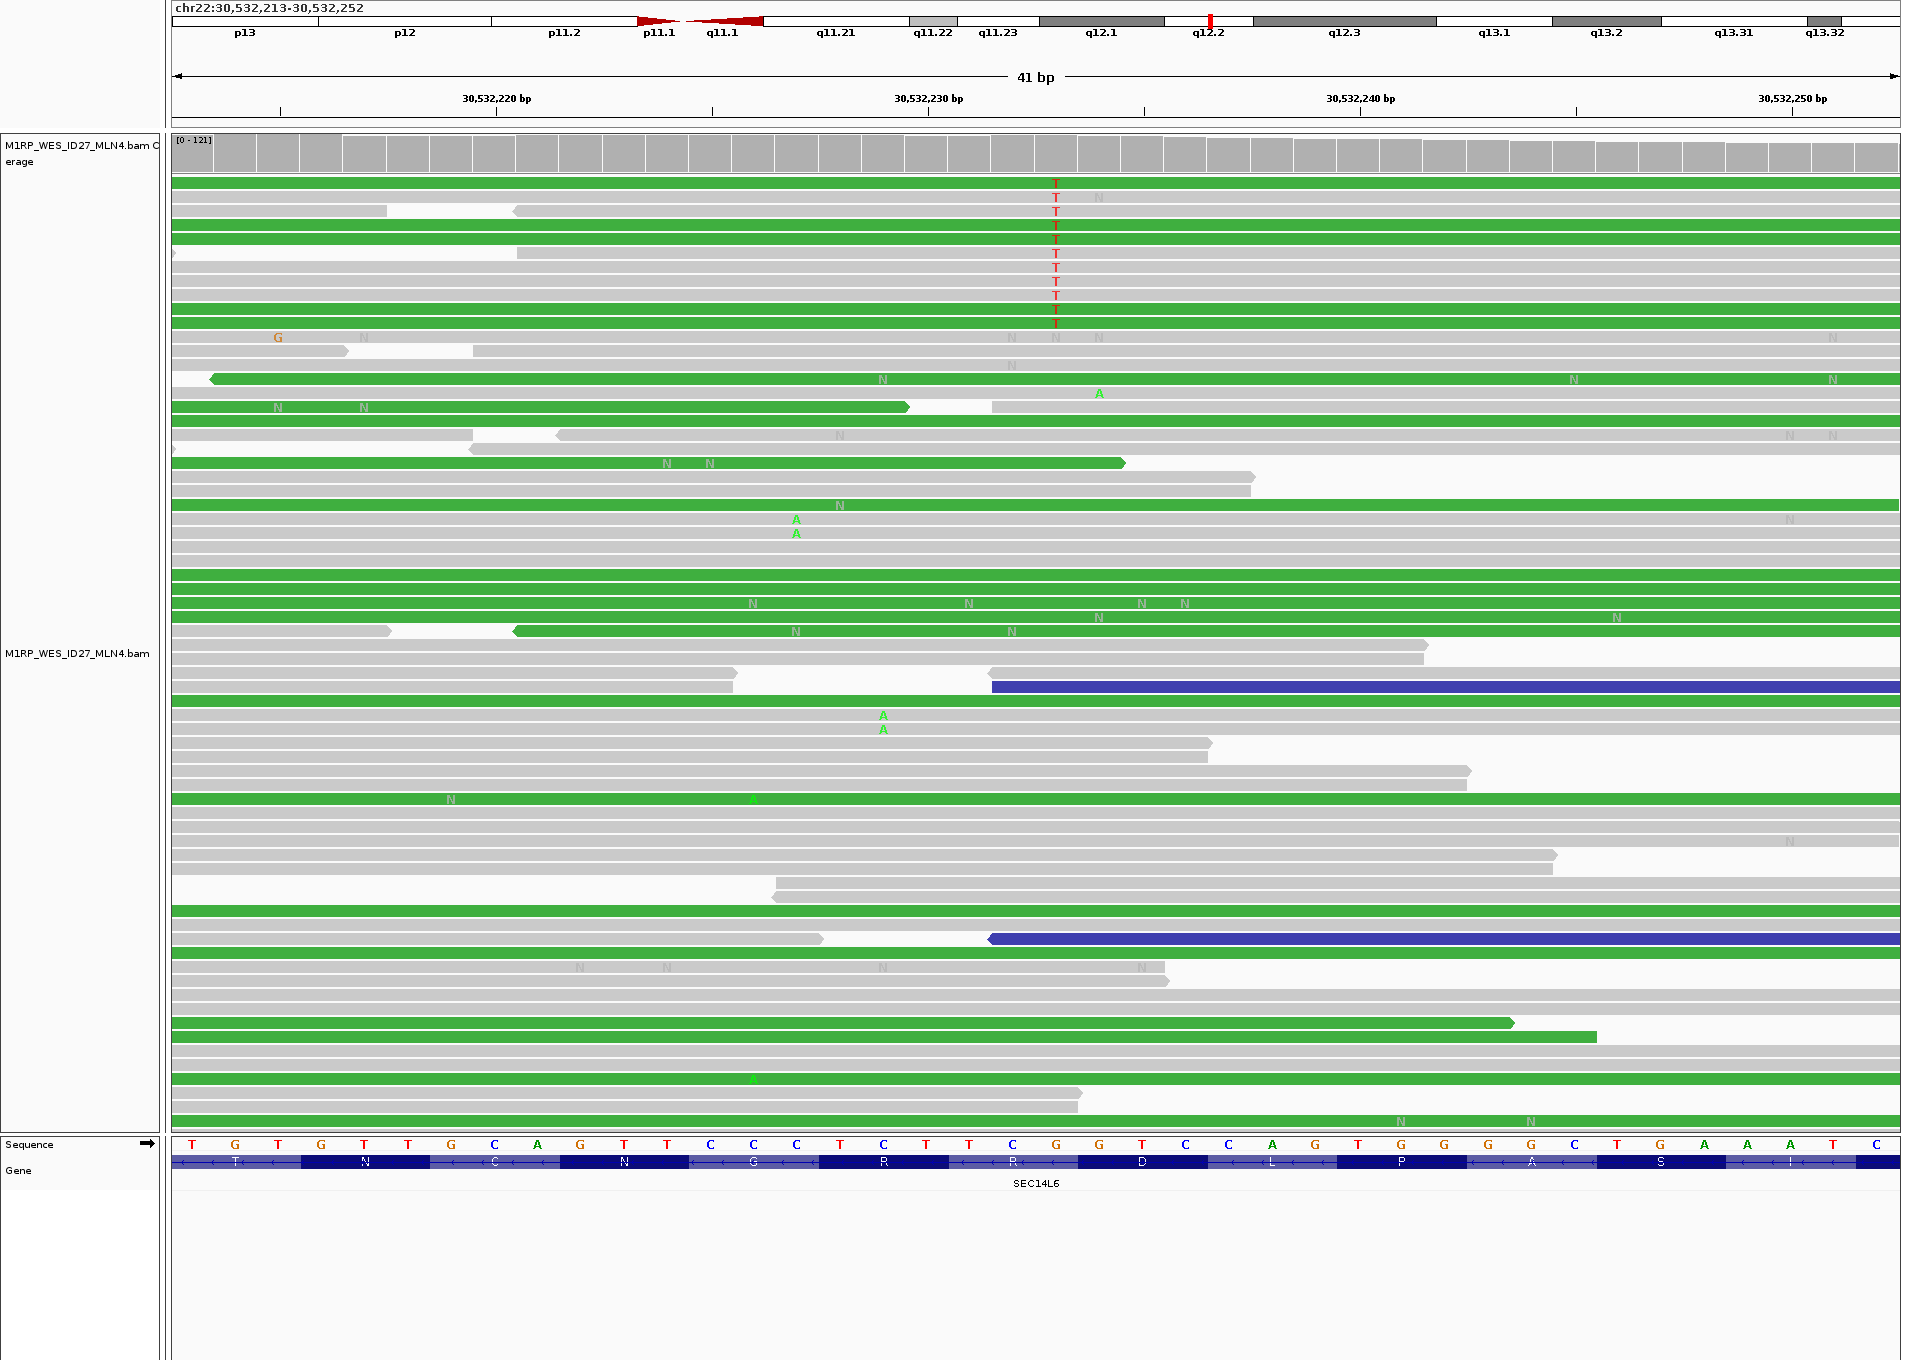 chr22:30,532,213-30,532,252
p13 p12 p11.2 p11.1 q11.1 q11.21 q11.22 q11.23 q12.1 q12.2 q12.3 q13.1 q13.2 q13.31 q13.32
41 bp
30,532,220 bp 30,532,230 bp 30,532,240 bp 30,532,250 bp
[0 - 121]
M1RP_WES_ID27_MLN4.bam C
erage
T
T N
T
T
T
T
T
T
T
T
T
G N N N N N
N
N N N
A
N N
N N N
N N
N
A N
A
N N N N
N N
N N
M1RP_WES_ID27_MLN4.bam
A
A
N A
N
N N N N
A
N N
Sequence T G T G T T G C A G T T C C C T C T T C G G T C C A G T G G G G C T G A A A T C
Gene T N C N G R R D L P A S I
SEC14L6